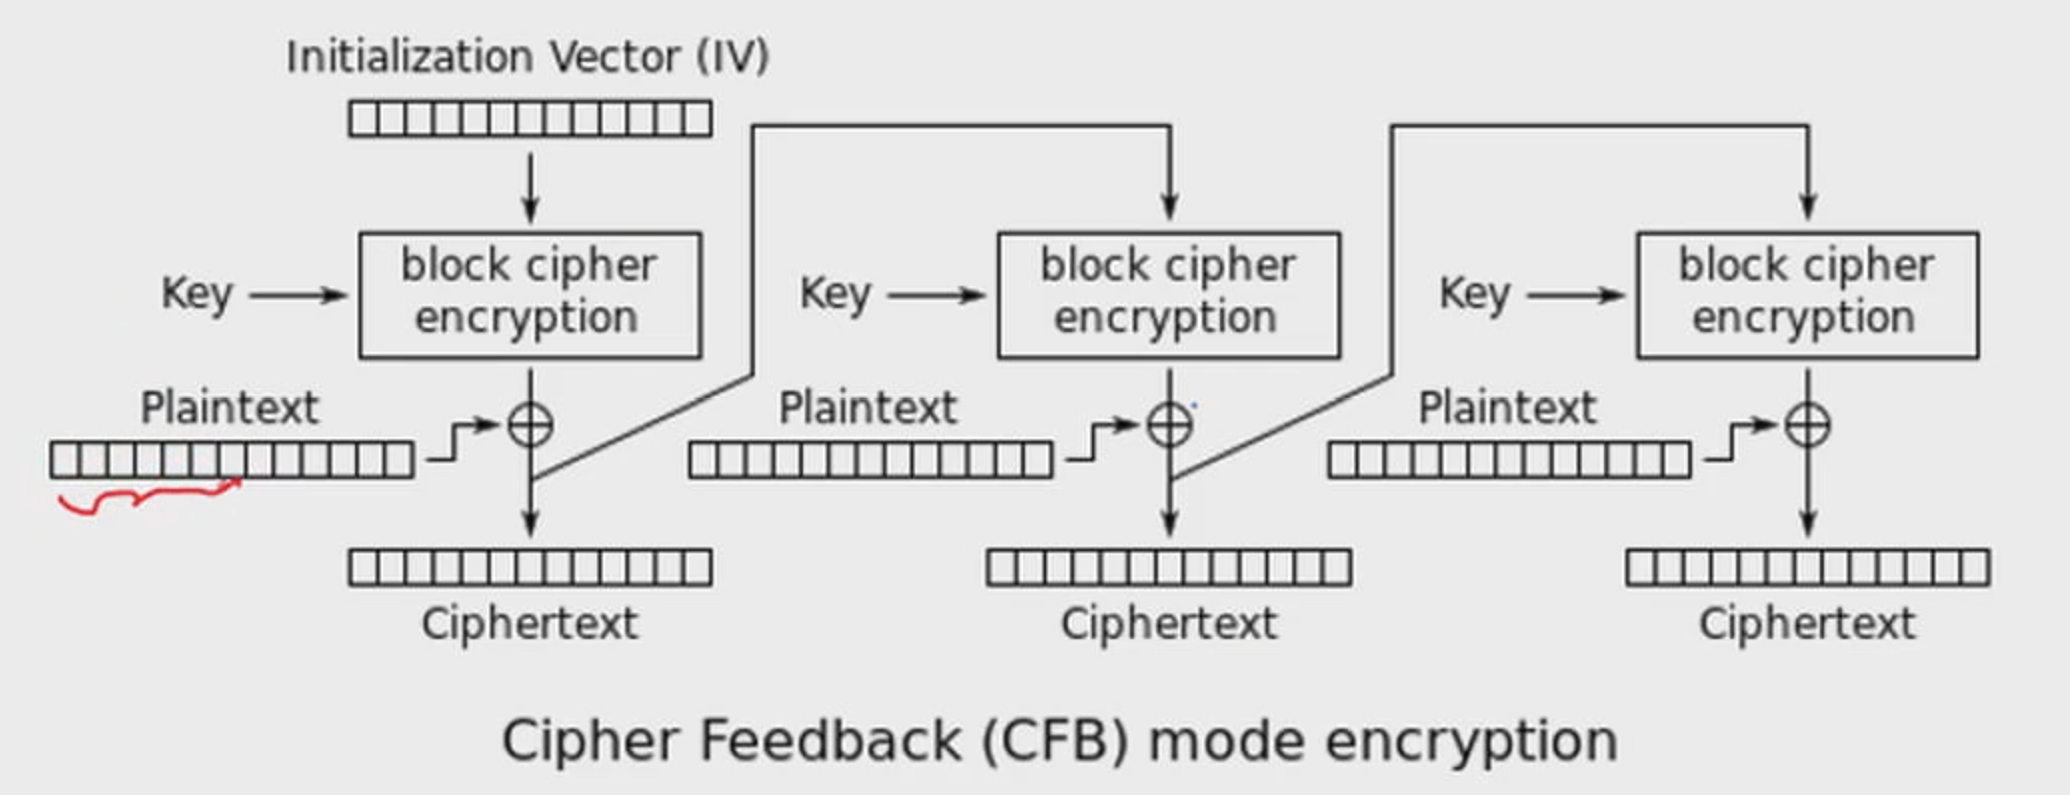 Initialization Vector (IV)
Key
block cipher
encryption
Key
block cipher
encryption
Key
block cipher
encryption
Plaintext
Plaintext
Plaintext
Ciphertext
Ciphertext
Ciphertext
Cipher Feedback (CFB) mode encryption